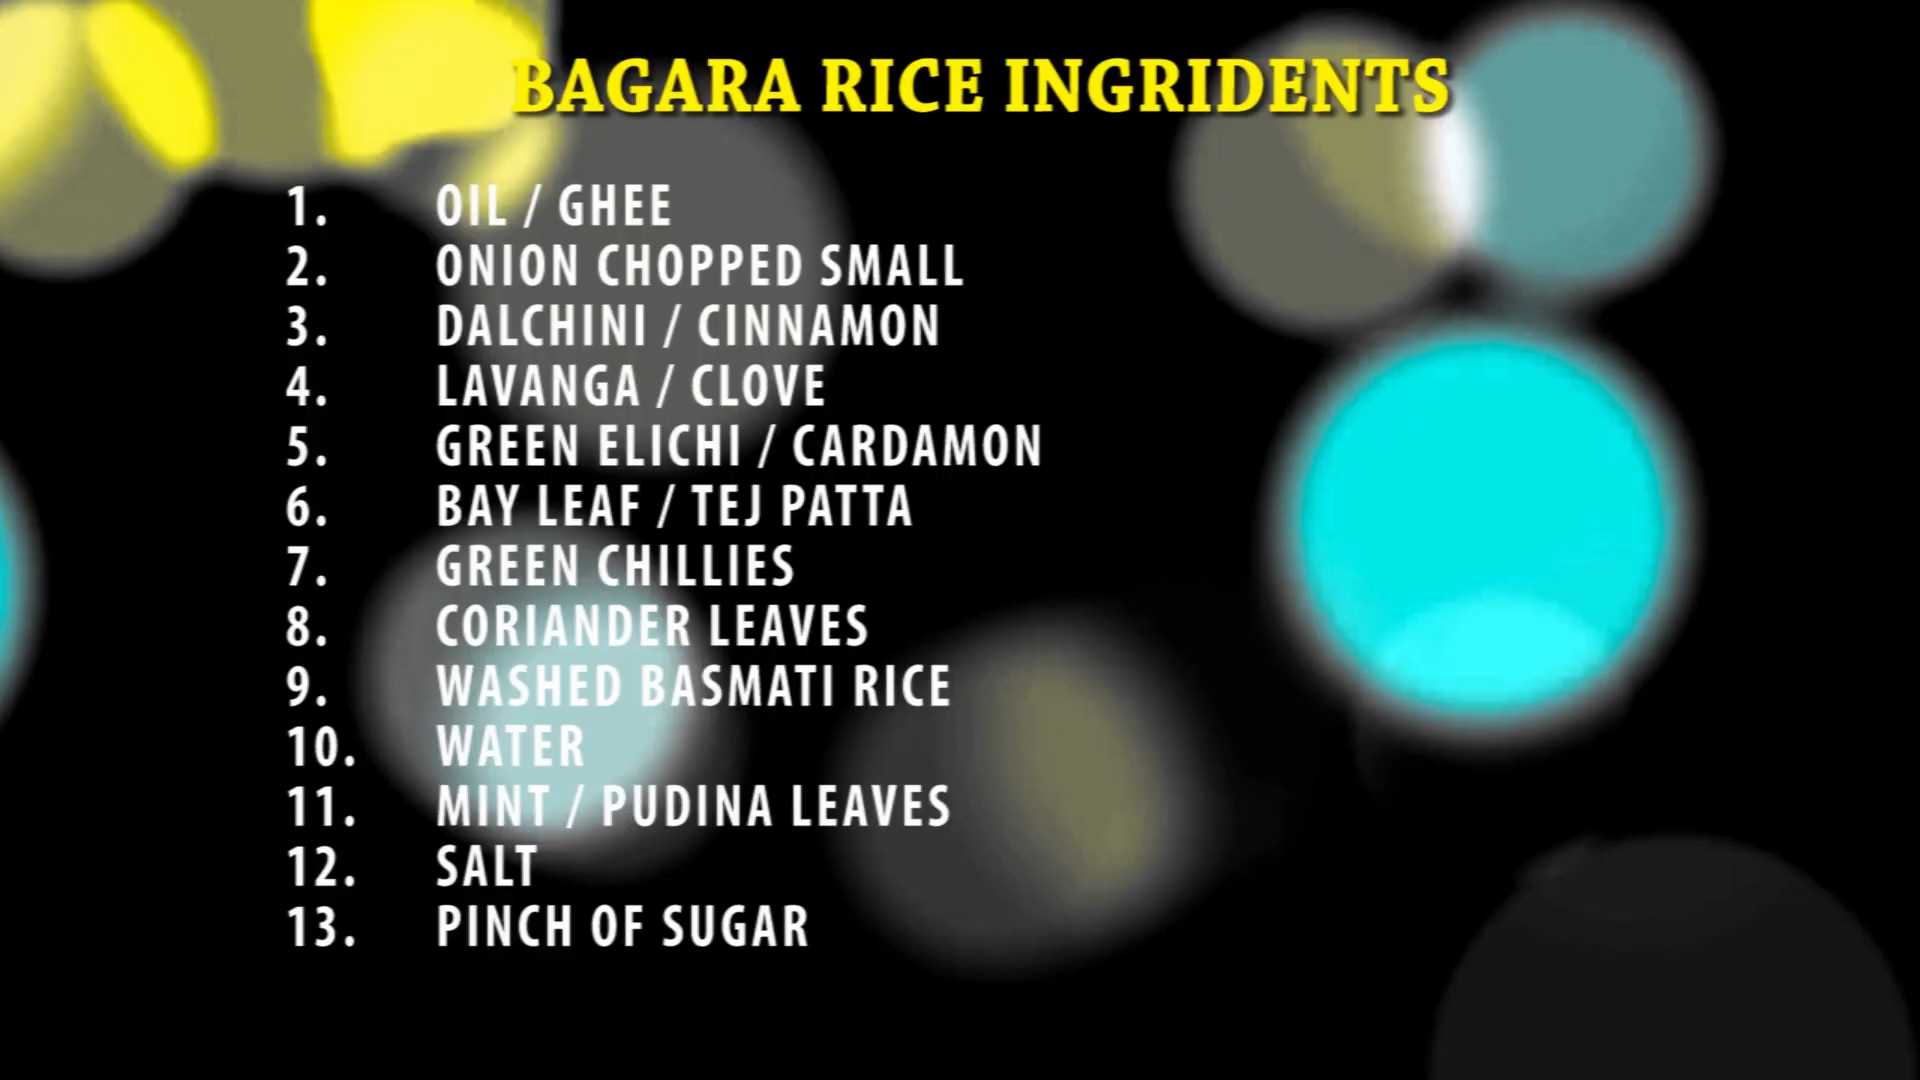 BAGARA RICE INGRIDENTS
1. OIL / GHEE
2. ONION CHOPPED SMALL
3. DALCHINI / CINNAMON
4. LAVANGA / CLOVE
5. GREEN ELICHI / CARDAMON
6. BAY LEAF / TEJ PATTA
7. GREEN CHILLIES
8. CORIANDER LEAVES
9. WASHED BASMATI RICE
10. WATER
11. MINT / PUDINA LEAVES
12. SALT
13. PINCH OF SUGAR